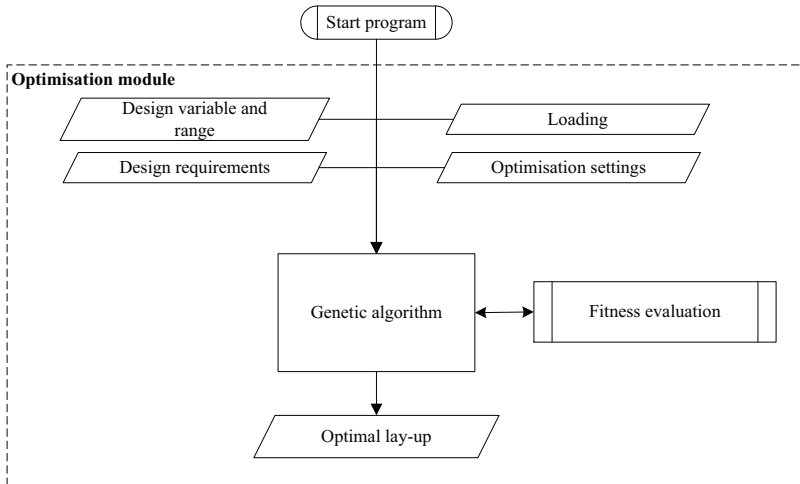 Start program
Optimisation module
Design variable and
range
Loading
Design requirements
Optimisation settings
Genetic algorithm
Fitness evaluation
Optimal lay-up